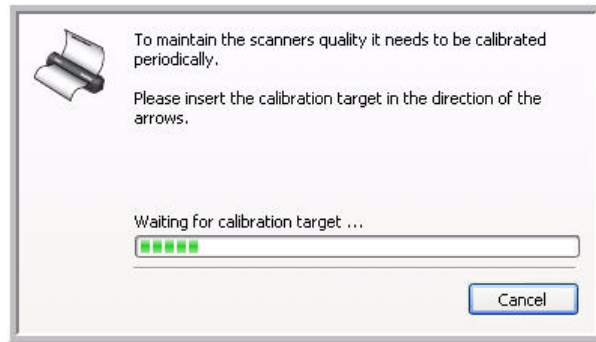 To maintain the scanners quality it needs to be calibrated
periodically.
Please insert the calibration target in the direction of the
arrows.
Waiting for calibration target ...
Cancel